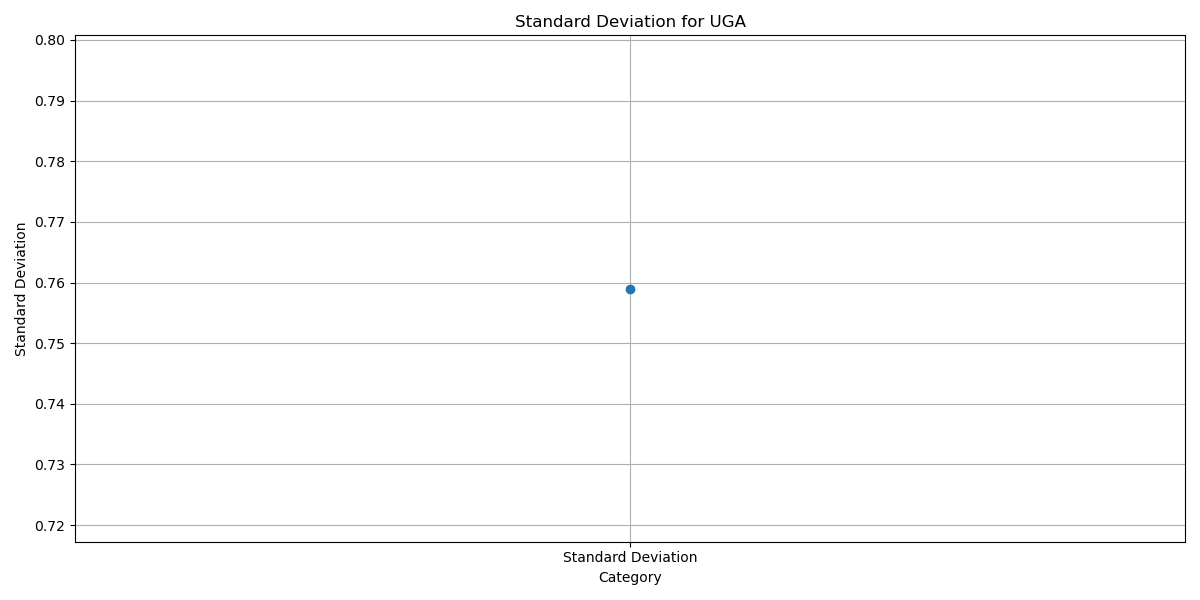 Standard Deviation for UGA
0.80
0.79
0.78
0.77
0.76
0.75
0.74
0.73
0.72
Standard Deviation
Standard Deviation
Category